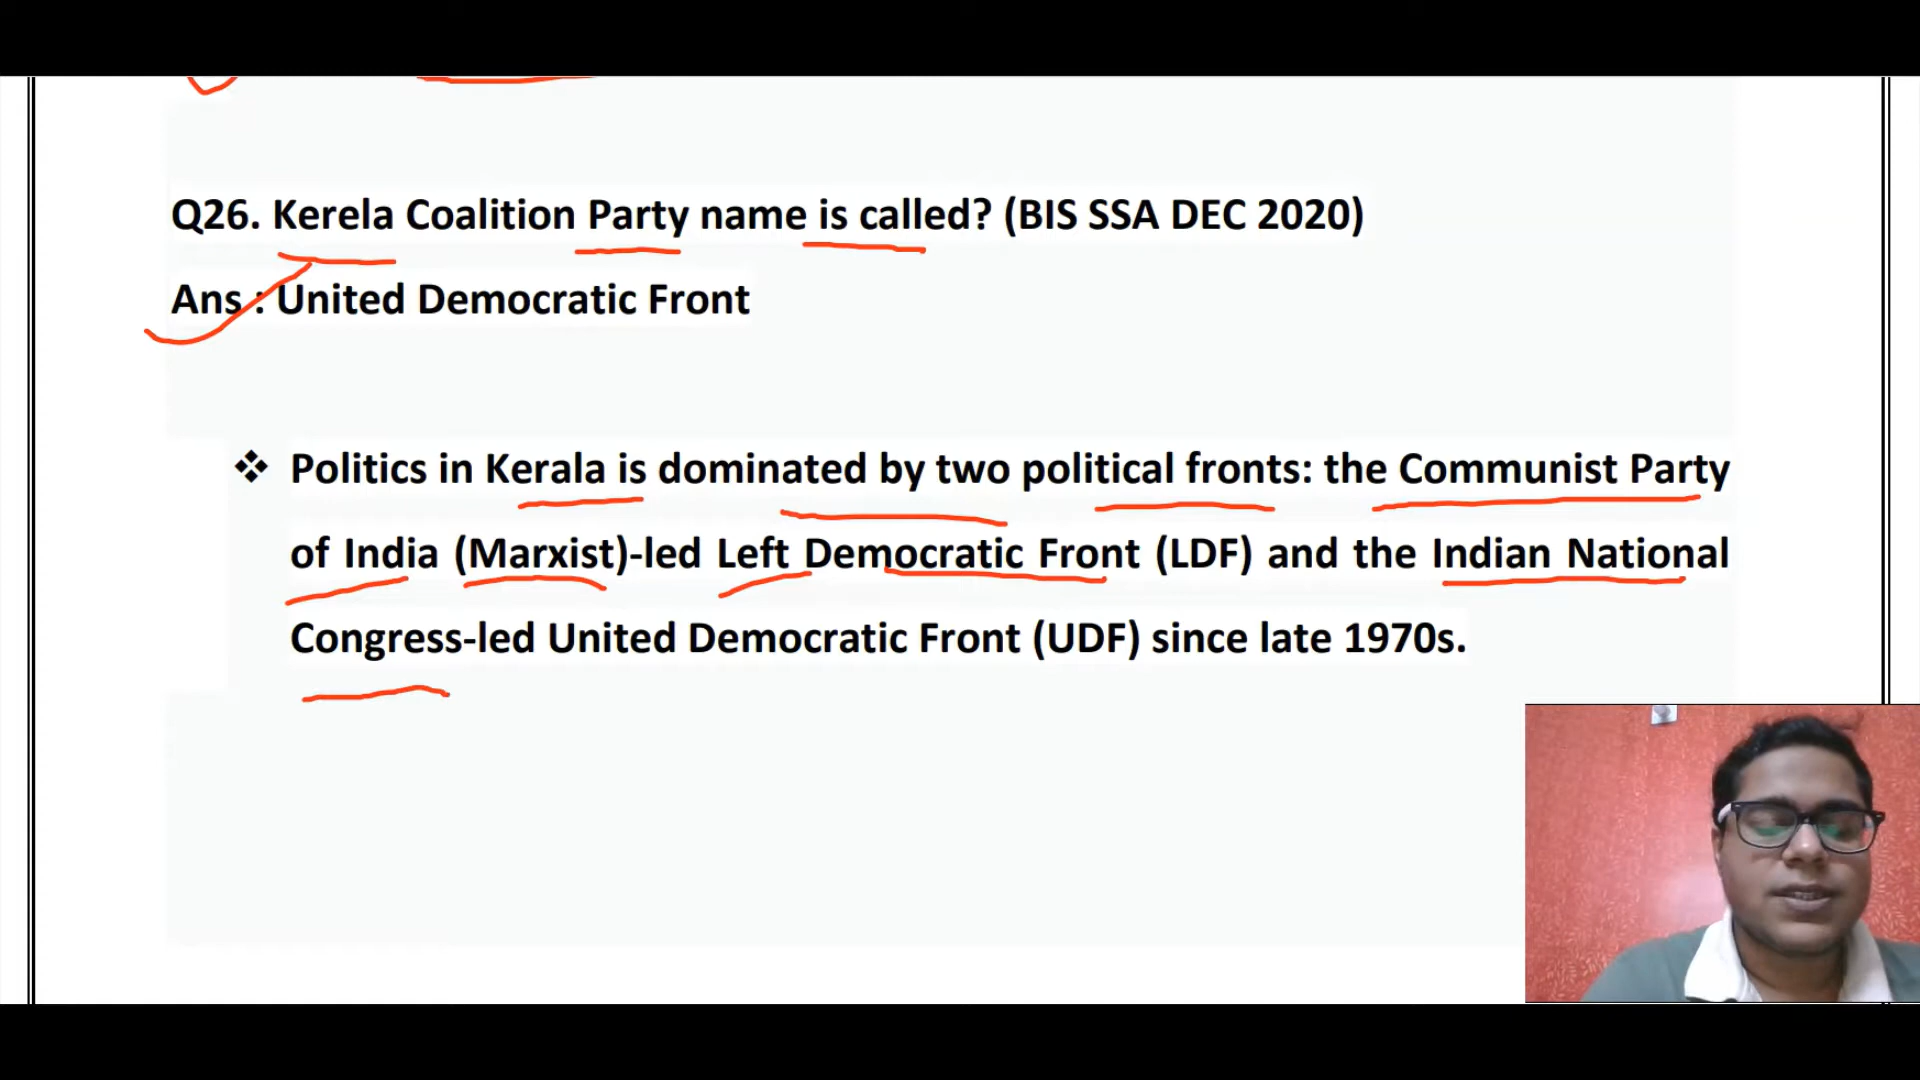 Q26. Kerela Coalition Party name is called? (BIS SSA DEC 2020)
Ans : United Democratic Front
❖ Politics in Kerala is dominated by two political fronts: the Communist Party
of India (Marxist)-led Left Democratic Front (LDF) and the Indian National
Congress-led United Democratic Front (UDF) since late 1970s.